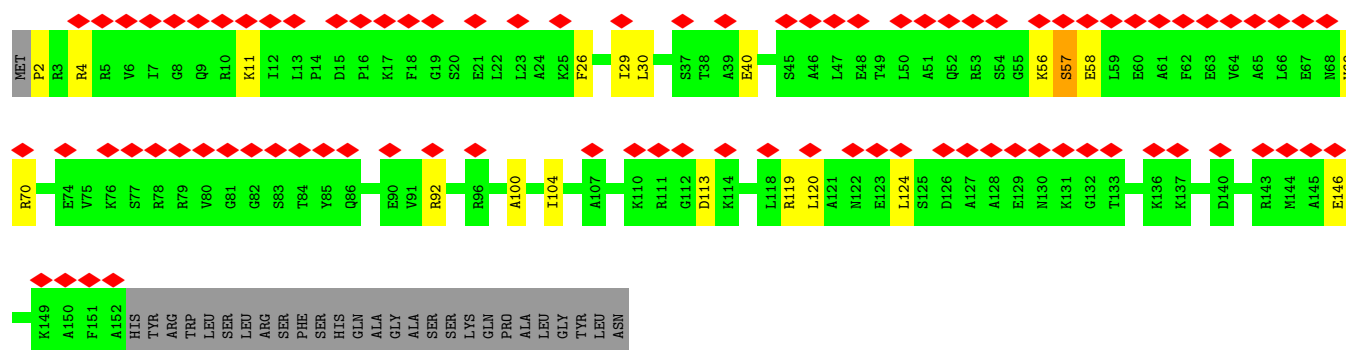 MET P2 R3 R4 R5 V6 I7 G8 Q9 R10 K11 I12 L13 P14 D15 P16 K17 F18 G19 S20 E21 L22 L23 A24 K25 F26 I29 L30 S37 T38 A39 E40 S45 A46 L47 E48 T49 L50 A51 Q52 R53 S54 G55 K56 S57 E58 L59 E60 A61 F62 E63 V64 A65 L66 E67 N68
R70 E74 V75 K76 S77 R78 R79 V80 G81 G82 S83 T84 Y85 Q86 E90 V91 R92 R96 A100 I104 A107 K110 R111 G112 D113 K114 L118 R119 L120 A121 N122 E123 L124 S125 D126 A127 A128 E129 N130 K131 G132 T133 K136 K137 D140 R143 M144 A145 E146
K149 A150 F151 A152 HIS TYR ARG TRP LEU SER LEU ARG SER PHE SER HIS GLN ALA GLY ALA SER SER LYS GLN PRO ALA LEU GLY TYR LEU ASN